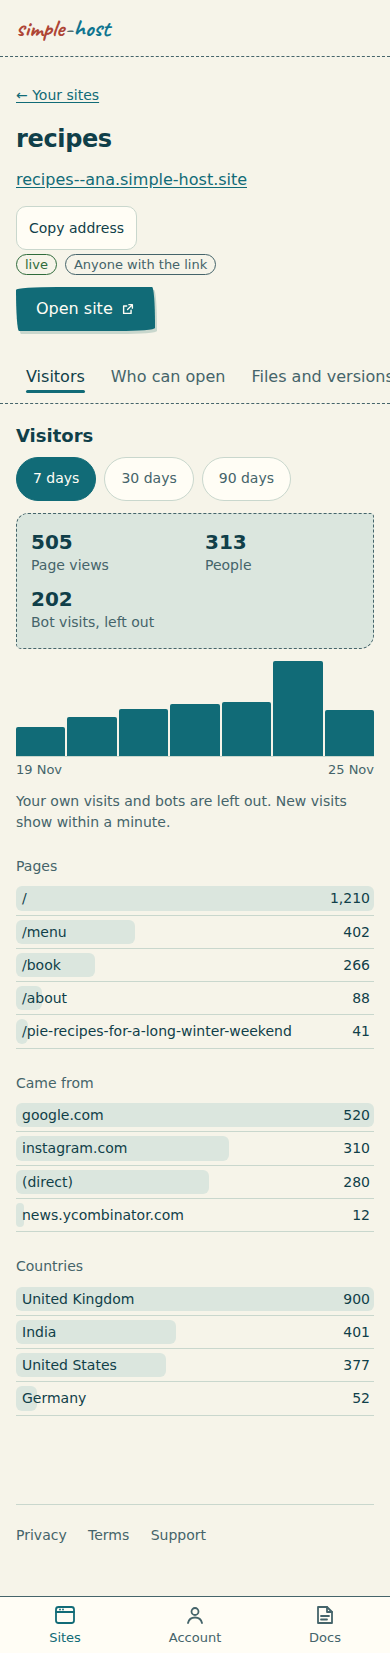 simple-host
← Your sites
recipes
recipes--ana.simple-host.site
Copy address
live Anyone with the link
Open site
Visitors Who can open Files and versions
Visitors
7 days 30 days 90 days
505 313
Page views People
202
Bot visits, left out
19 Nov 25 Nov
Your own visits and bots are left out. New visits
show within a minute.
Pages
/ 1,210
/menu 402
/book 266
/about 88
/pie-recipes-for-a-long-winter-weekend 41
Came from
google.com 520
instagram.com 310
(direct) 280
news.ycombinator.com 12
Countries
United Kingdom 900
India 401
United States 377
Germany 52
Privacy Terms Support
Sites Account Docs